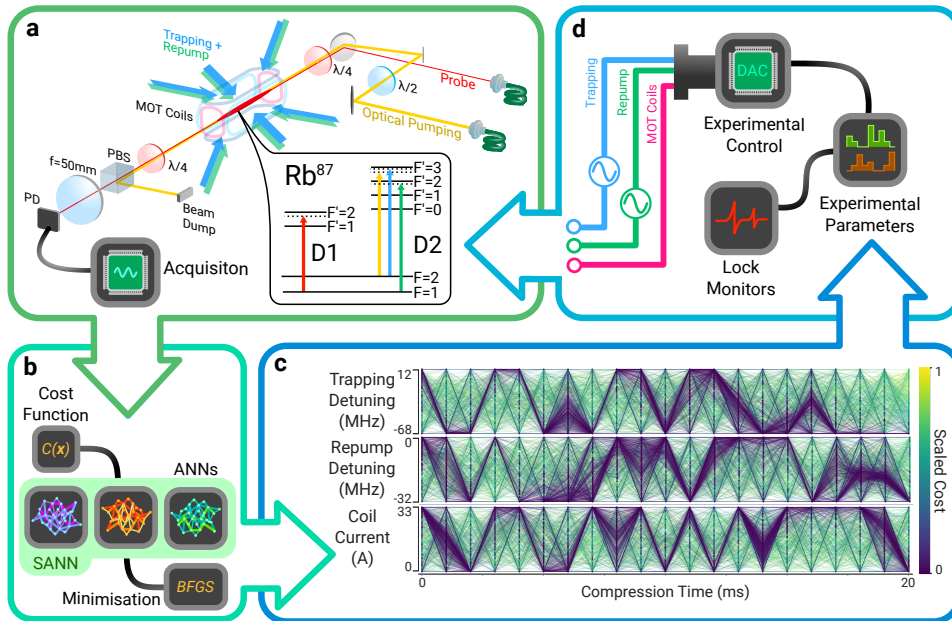 a
Trapping +
Repump
MOT Coils
λ/4
λ/2
Probe
Optical Pumping
f=50mm
PBS
λ/4
PD
Beam
Dump
Acquisiton
Rb87
F'=3
F'=2
F'=1
F'=0
F'=2
F'=1
D1
D2
F=2
F=1
d
Trapping
Repump
MOT Coils
DAC
Experimental
Control
Experimental
Parameters
Lock
Monitors
b
Cost
Function
C(x)
ANNs
SANN
Minimisation
BFGS
c
Trapping
Detuning
(MHz)
12
-68
Repump
Detuning
(MHz)
0
-32
Coil
Current
(A)
33
0
0
20
Compression Time (ms)
1
0
Scaled Cost